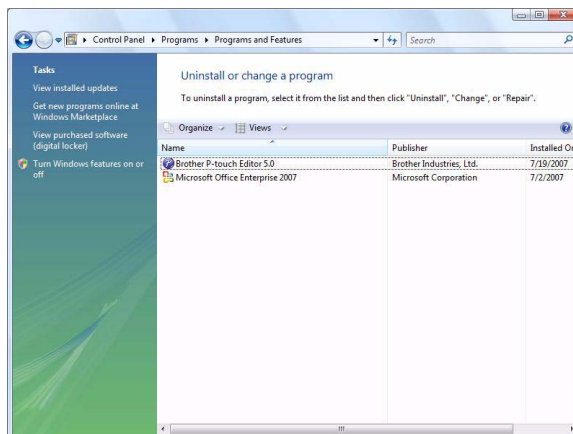 Control Panel ▸ Programs ▸ Programs and Features
Search
Tasks
View installed updates
Get new programs online at
Windows Marketplace
View purchased software
(digital locker)
Turn Windows features on or
off
Uninstall or change a program
To uninstall a program, select it from the list and then click "Uninstall", "Change", or "Repair".
Organize Views
Name Publisher Installed O
Brother P-touch Editor 5.0 Brother Industries, Ltd. 7/19/2007
Microsoft Office Enterprise 2007 Microsoft Corporation 7/2/2007